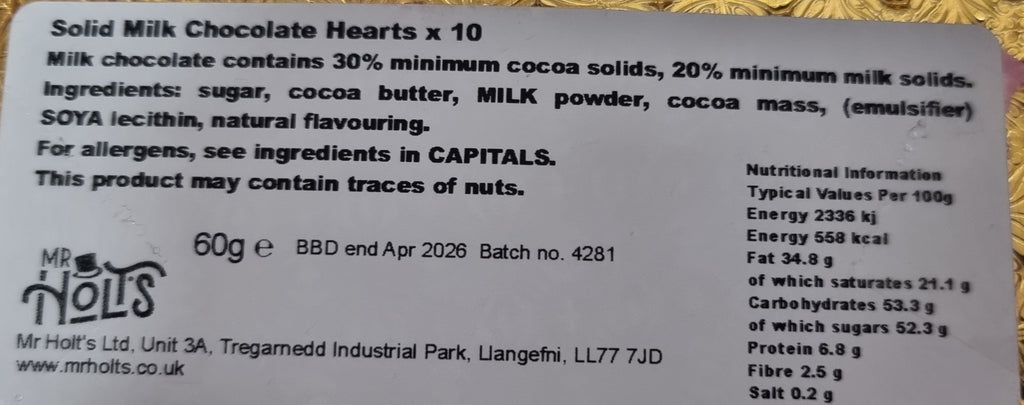 Solid Milk Chocolate Hearts x 10
Milk chocolate contains 30% minimum cocoa solids, 20% minimum milk solids.
Ingredients: sugar, cocoa butter, MILK powder, cocoa mass, (emulsifier)
SOYA lecithin, natural flavouring.
For allergens, see ingredients in CAPITALS.
This product may contain traces of nuts.
60g e BBD end Apr 2026 Batch no. 4281
MR
HOLT'S
Mr Holt's Ltd, Unit 3A, Tregarnedd Industrial Park, Llangefni, LL77 7JD
www.mrholts.co.uk
Nutritional Information
Typical Values Per 100g
Energy 2336 kj
Energy 558 kcal
Fat 34.8 g
of which saturates 21.1 g
Carbohydrates 53.3 g
of which sugars 52.3 g
Protein 6.8 g
Fibre 2.5 g
Salt 0.2 g